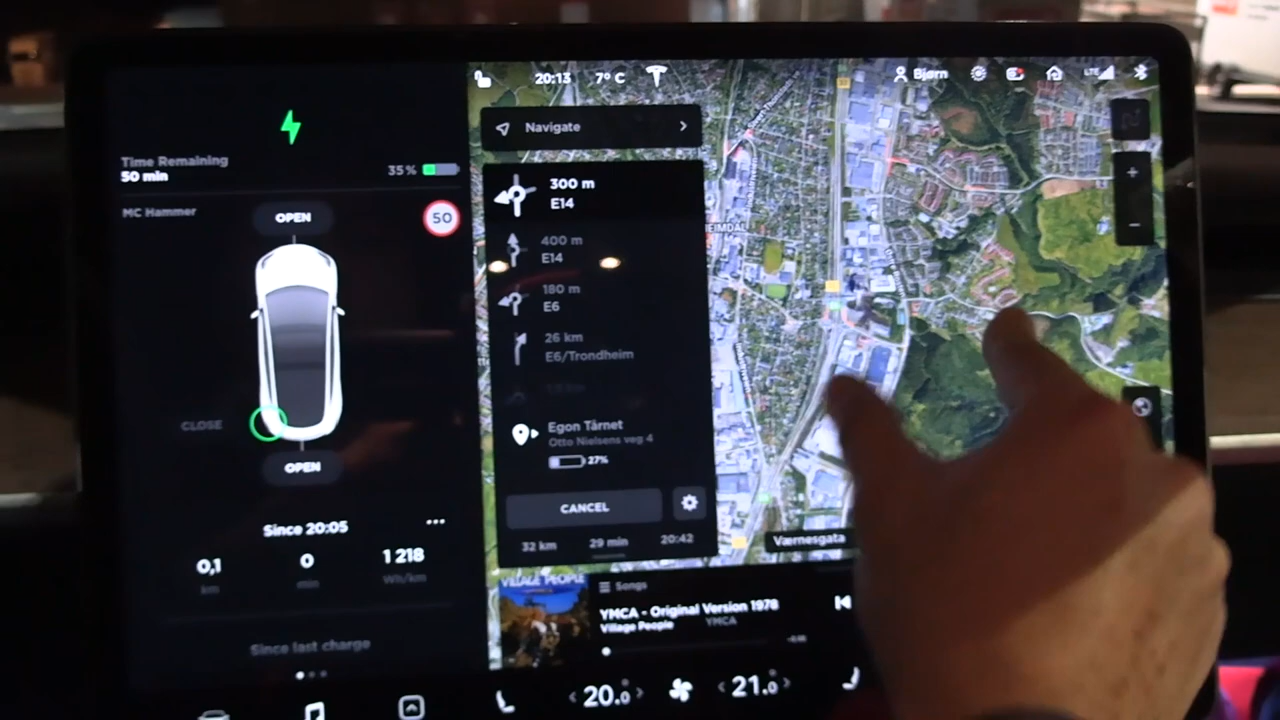 20:13
7° C
Bjørn
LTE
Navigate
Time Remaining
50 min
35 %
MC Hammer
OPEN
50
300 m
E14
400 m
E14
180 m
E6
26 km
E6/Trondheim
CLOSE
OPEN
Egon Tårnet
Otto Nielsens veg 4
27%
CANCEL
32 km
29 min
20:42
Værnesgata
Since 20:05
0,1
km
0
min
1 218
Wh/km
Since last charge
VILLAGE PEOPLE
Songs
YMCA - Original Version 1978
Village People
YMCA
20.0
21.0